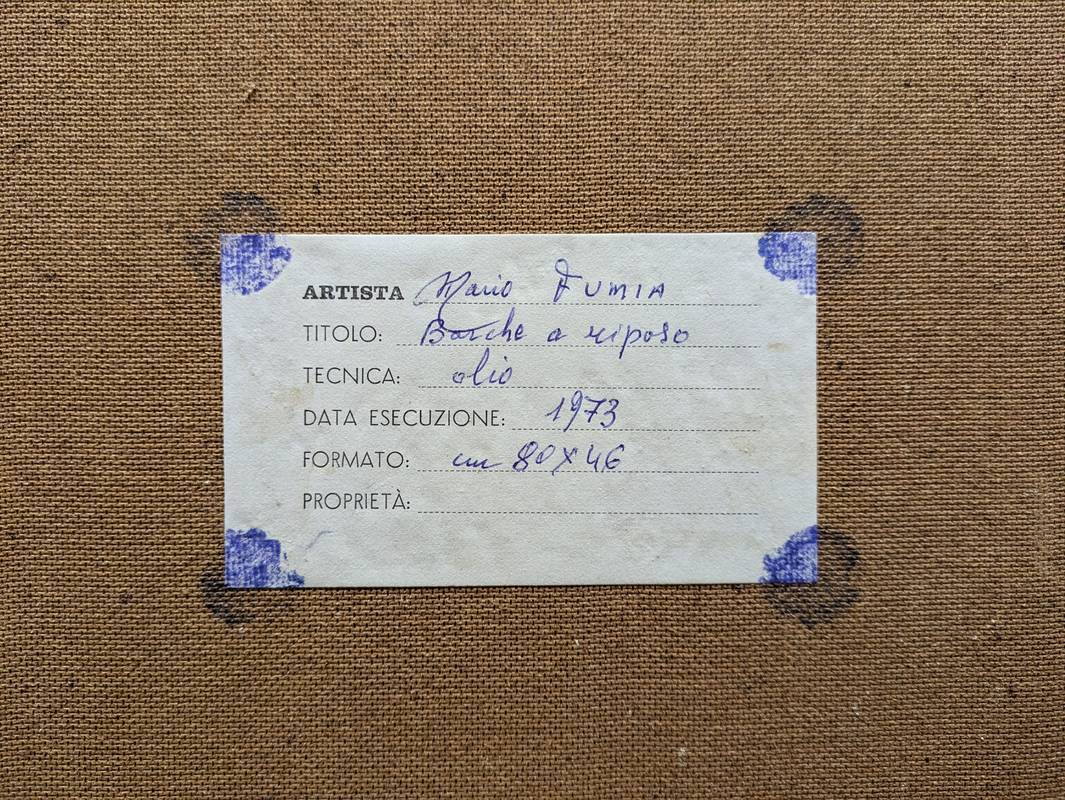 ARTISTA Mario FUMIA
TITOLO: Barche a riposo
TECNICA: olio
DATA ESECUZIONE: 1973
FORMATO: cm 80X46
PROPRIETÀ: